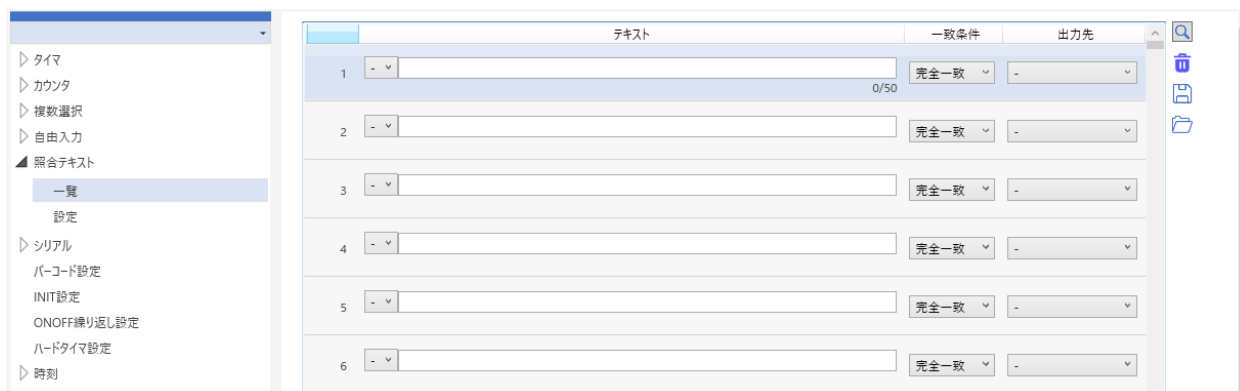 タイマ
カウンタ
複数選択
自由入力
照合テキスト
一覧
設定
シリアル
バーコード設定
INIT設定
ONOFF繰り返し設定
ハードタイマ設定
時刻
テキスト 一致条件 出力先
1 - 完全一致 -
0/50
2 - 完全一致 -
3 - 完全一致 -
4 - 完全一致 -
5 - 完全一致 -
6 - 完全一致 -